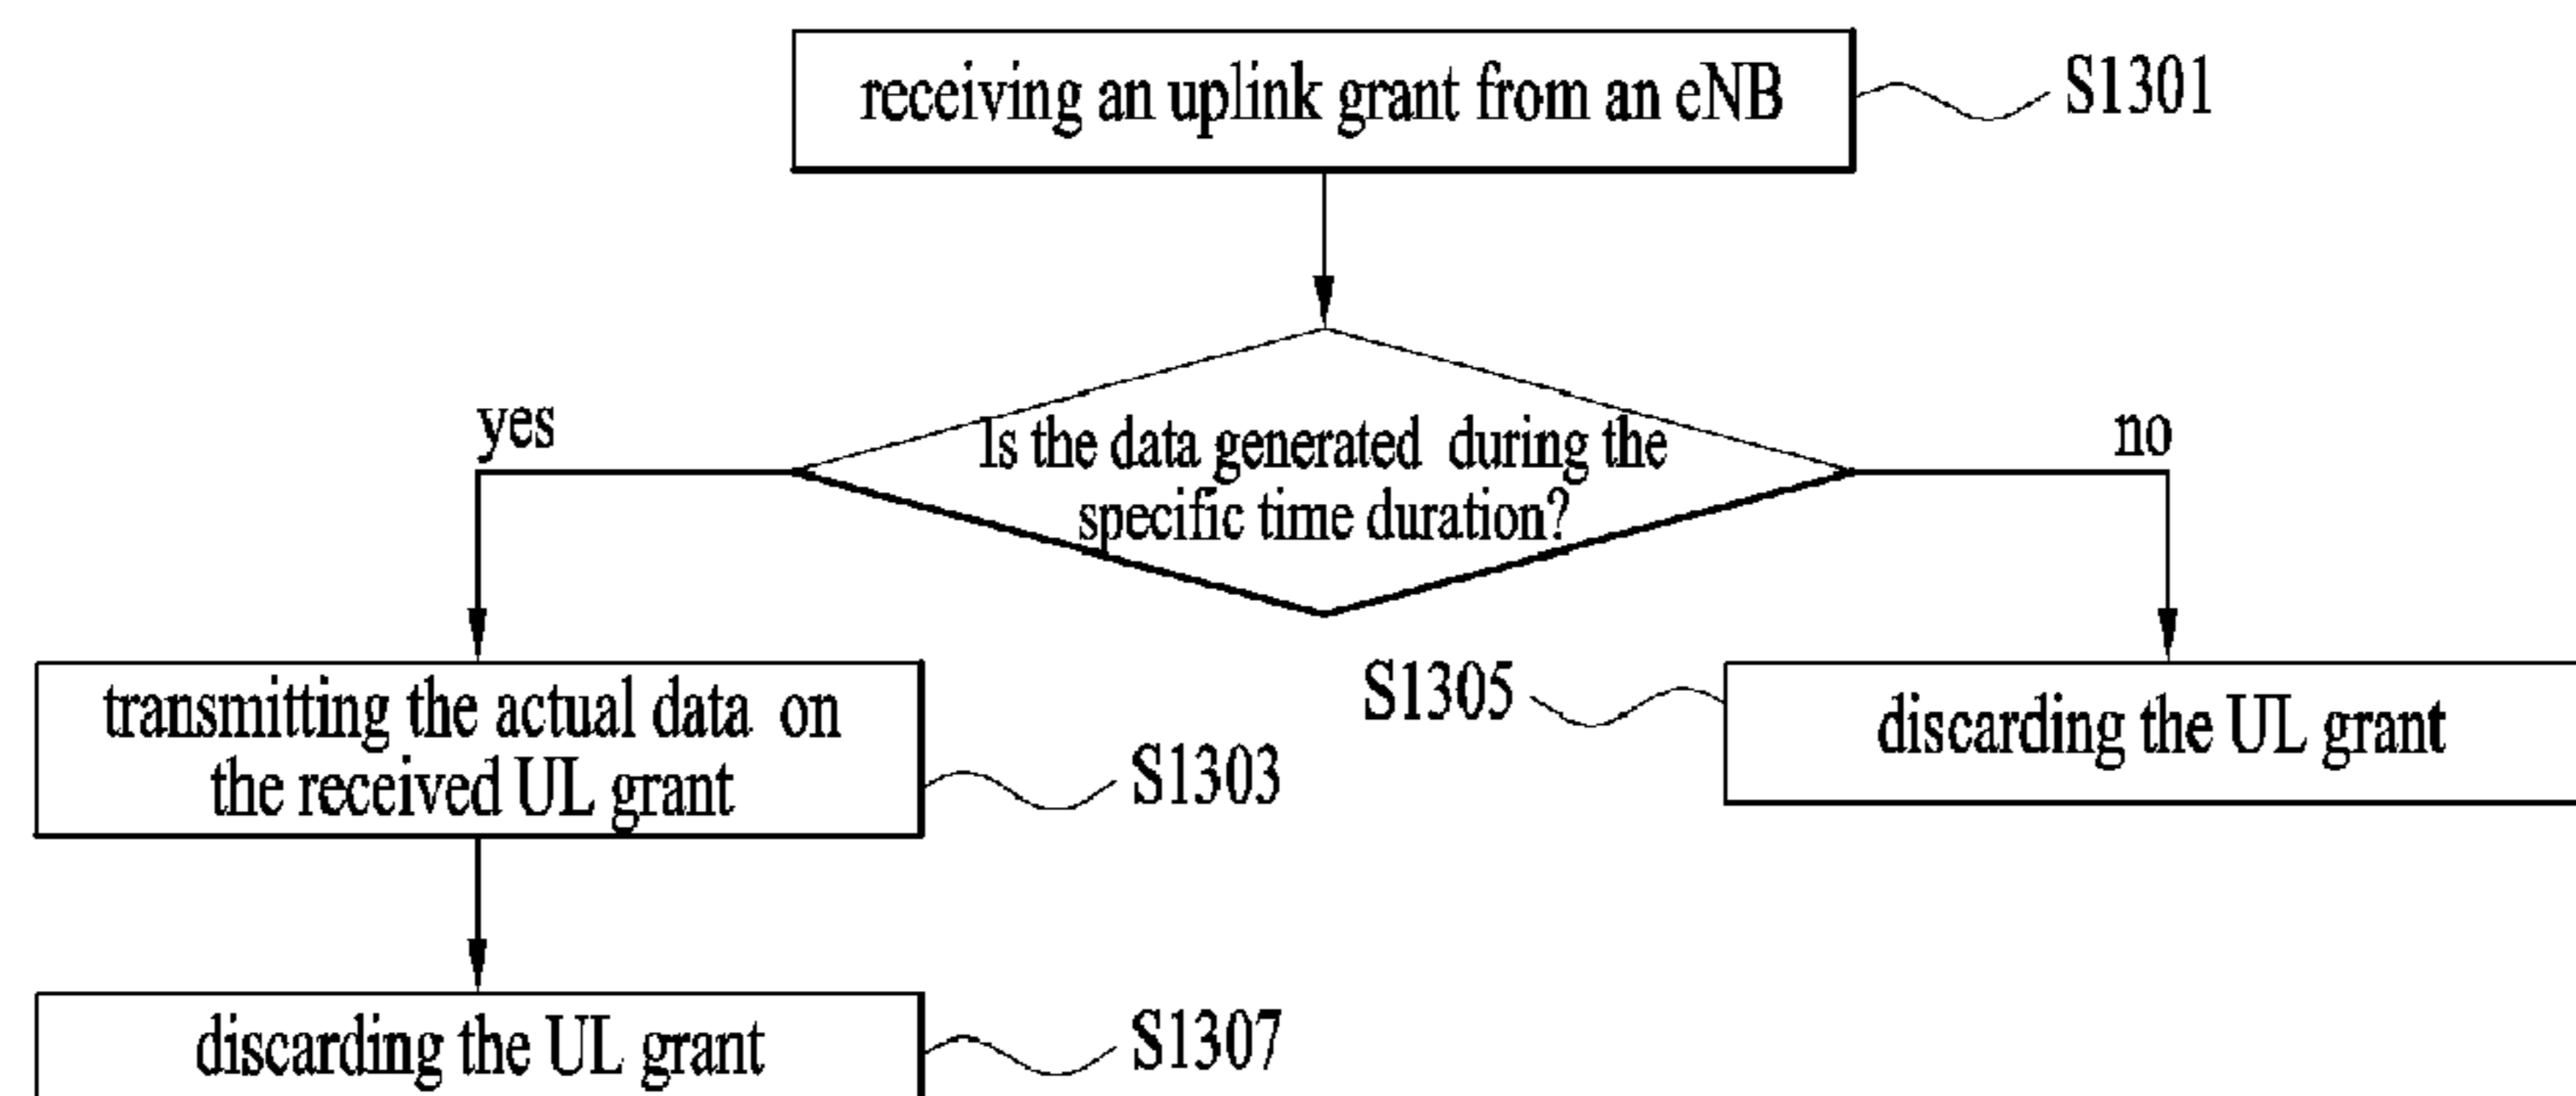 receiving an uplink grant from an eNB
S1301
yes
no
Is the data generated during the
specific time duration?
transmitting the actual data on
the received UL grant
S1303
S1305
discarding the UL grant
discarding the UL grant
S1307